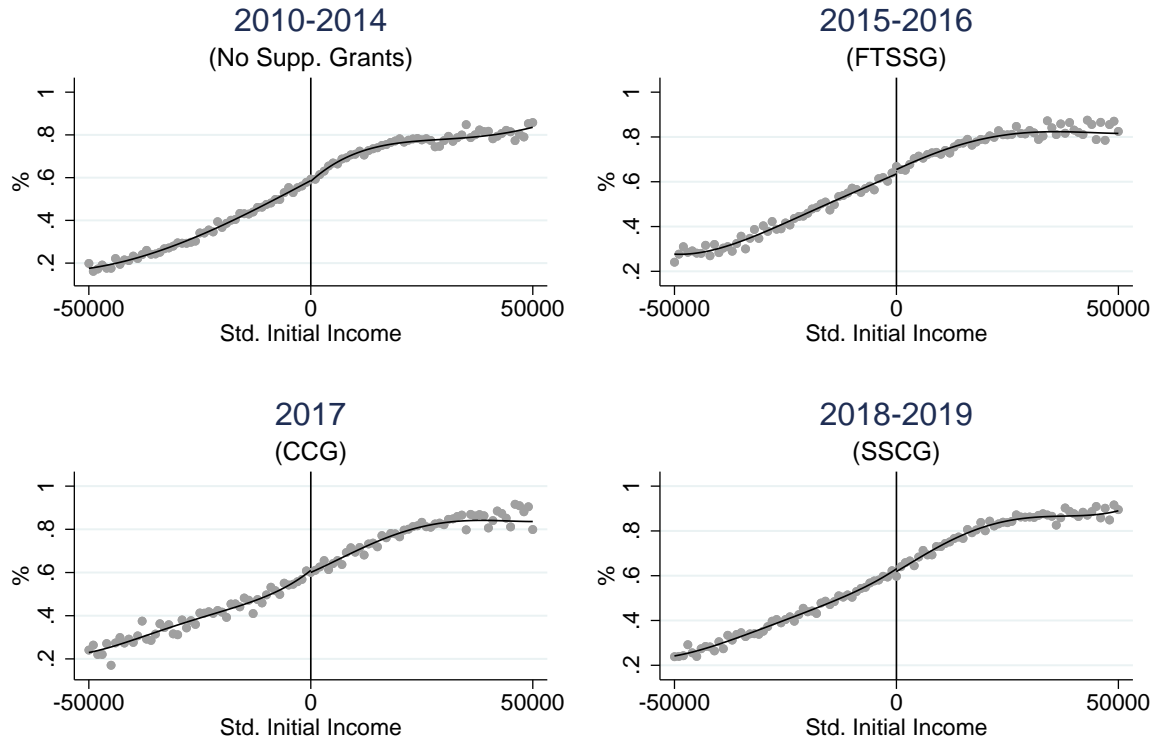 2010-2014
(No Supp. Grants)
%
1
.8
.6
.4
.2
-50000 0 50000
Std. Initial Income
2015-2016
(FTSSG)
%
1
.8
.6
.4
.2
-50000 0 50000
Std. Initial Income
2017
(CCG)
%
1
.8
.6
.4
.2
-50000 0 50000
Std. Initial Income
2018-2019
(SSCG)
%
1
.8
.6
.4
.2
-50000 0 50000
Std. Initial Income